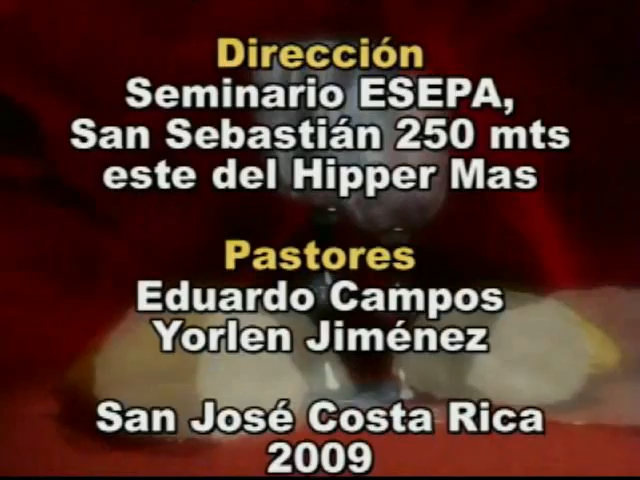 Dirección
Seminario ESEPA,
San Sebastián 250 mts
este del Hipper Mas
Pastores
Eduardo Campos
Yorlen Jiménez
San José Costa Rica
2009